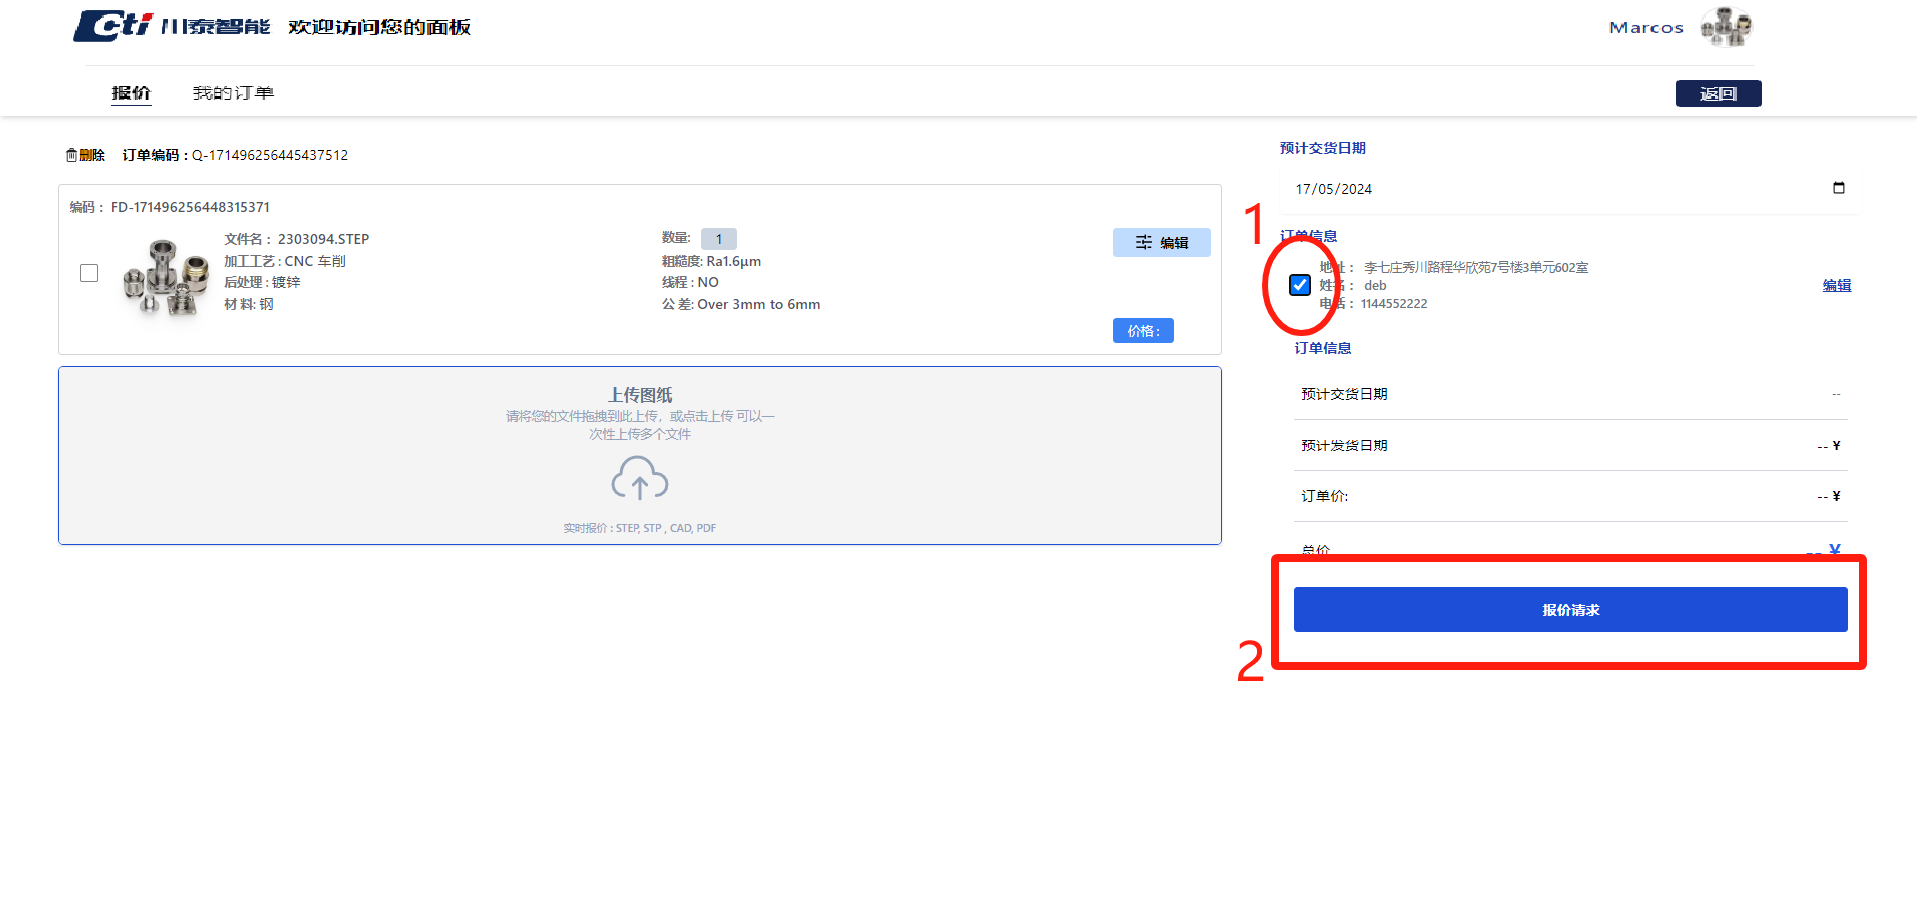 cti 川泰智能 欢迎访问您的面板
Marcos
报价 我的订单
返回
删除 订单编码 : Q-171496256445437512
编码 : FD-171496256448315371
文件名 : 2303094.STEP
加工工艺 : CNC 车削
后处理 : 镀锌
材料: 钢
数量: 1
粗糙度: Ra1.6μm
线程 : NO
公差: Over 3mm to 6mm
编辑
价格 :
上传图纸
请将您的文件拖拽到此上传，或点击上传 可以一
次性上传多个文件
实时报价 : STEP, STP , CAD, PDF
预计交货日期
17/05/2024
1
订单信息
地址 : 李七庄秀川路程华欣苑7号楼3单元602室
姓名 : deb
电话 : 1144552222
编辑
订单信息
预计交货日期 --
预计发货日期 -- ¥
订单价: -- ¥
总价 -- ¥
报价请求
2